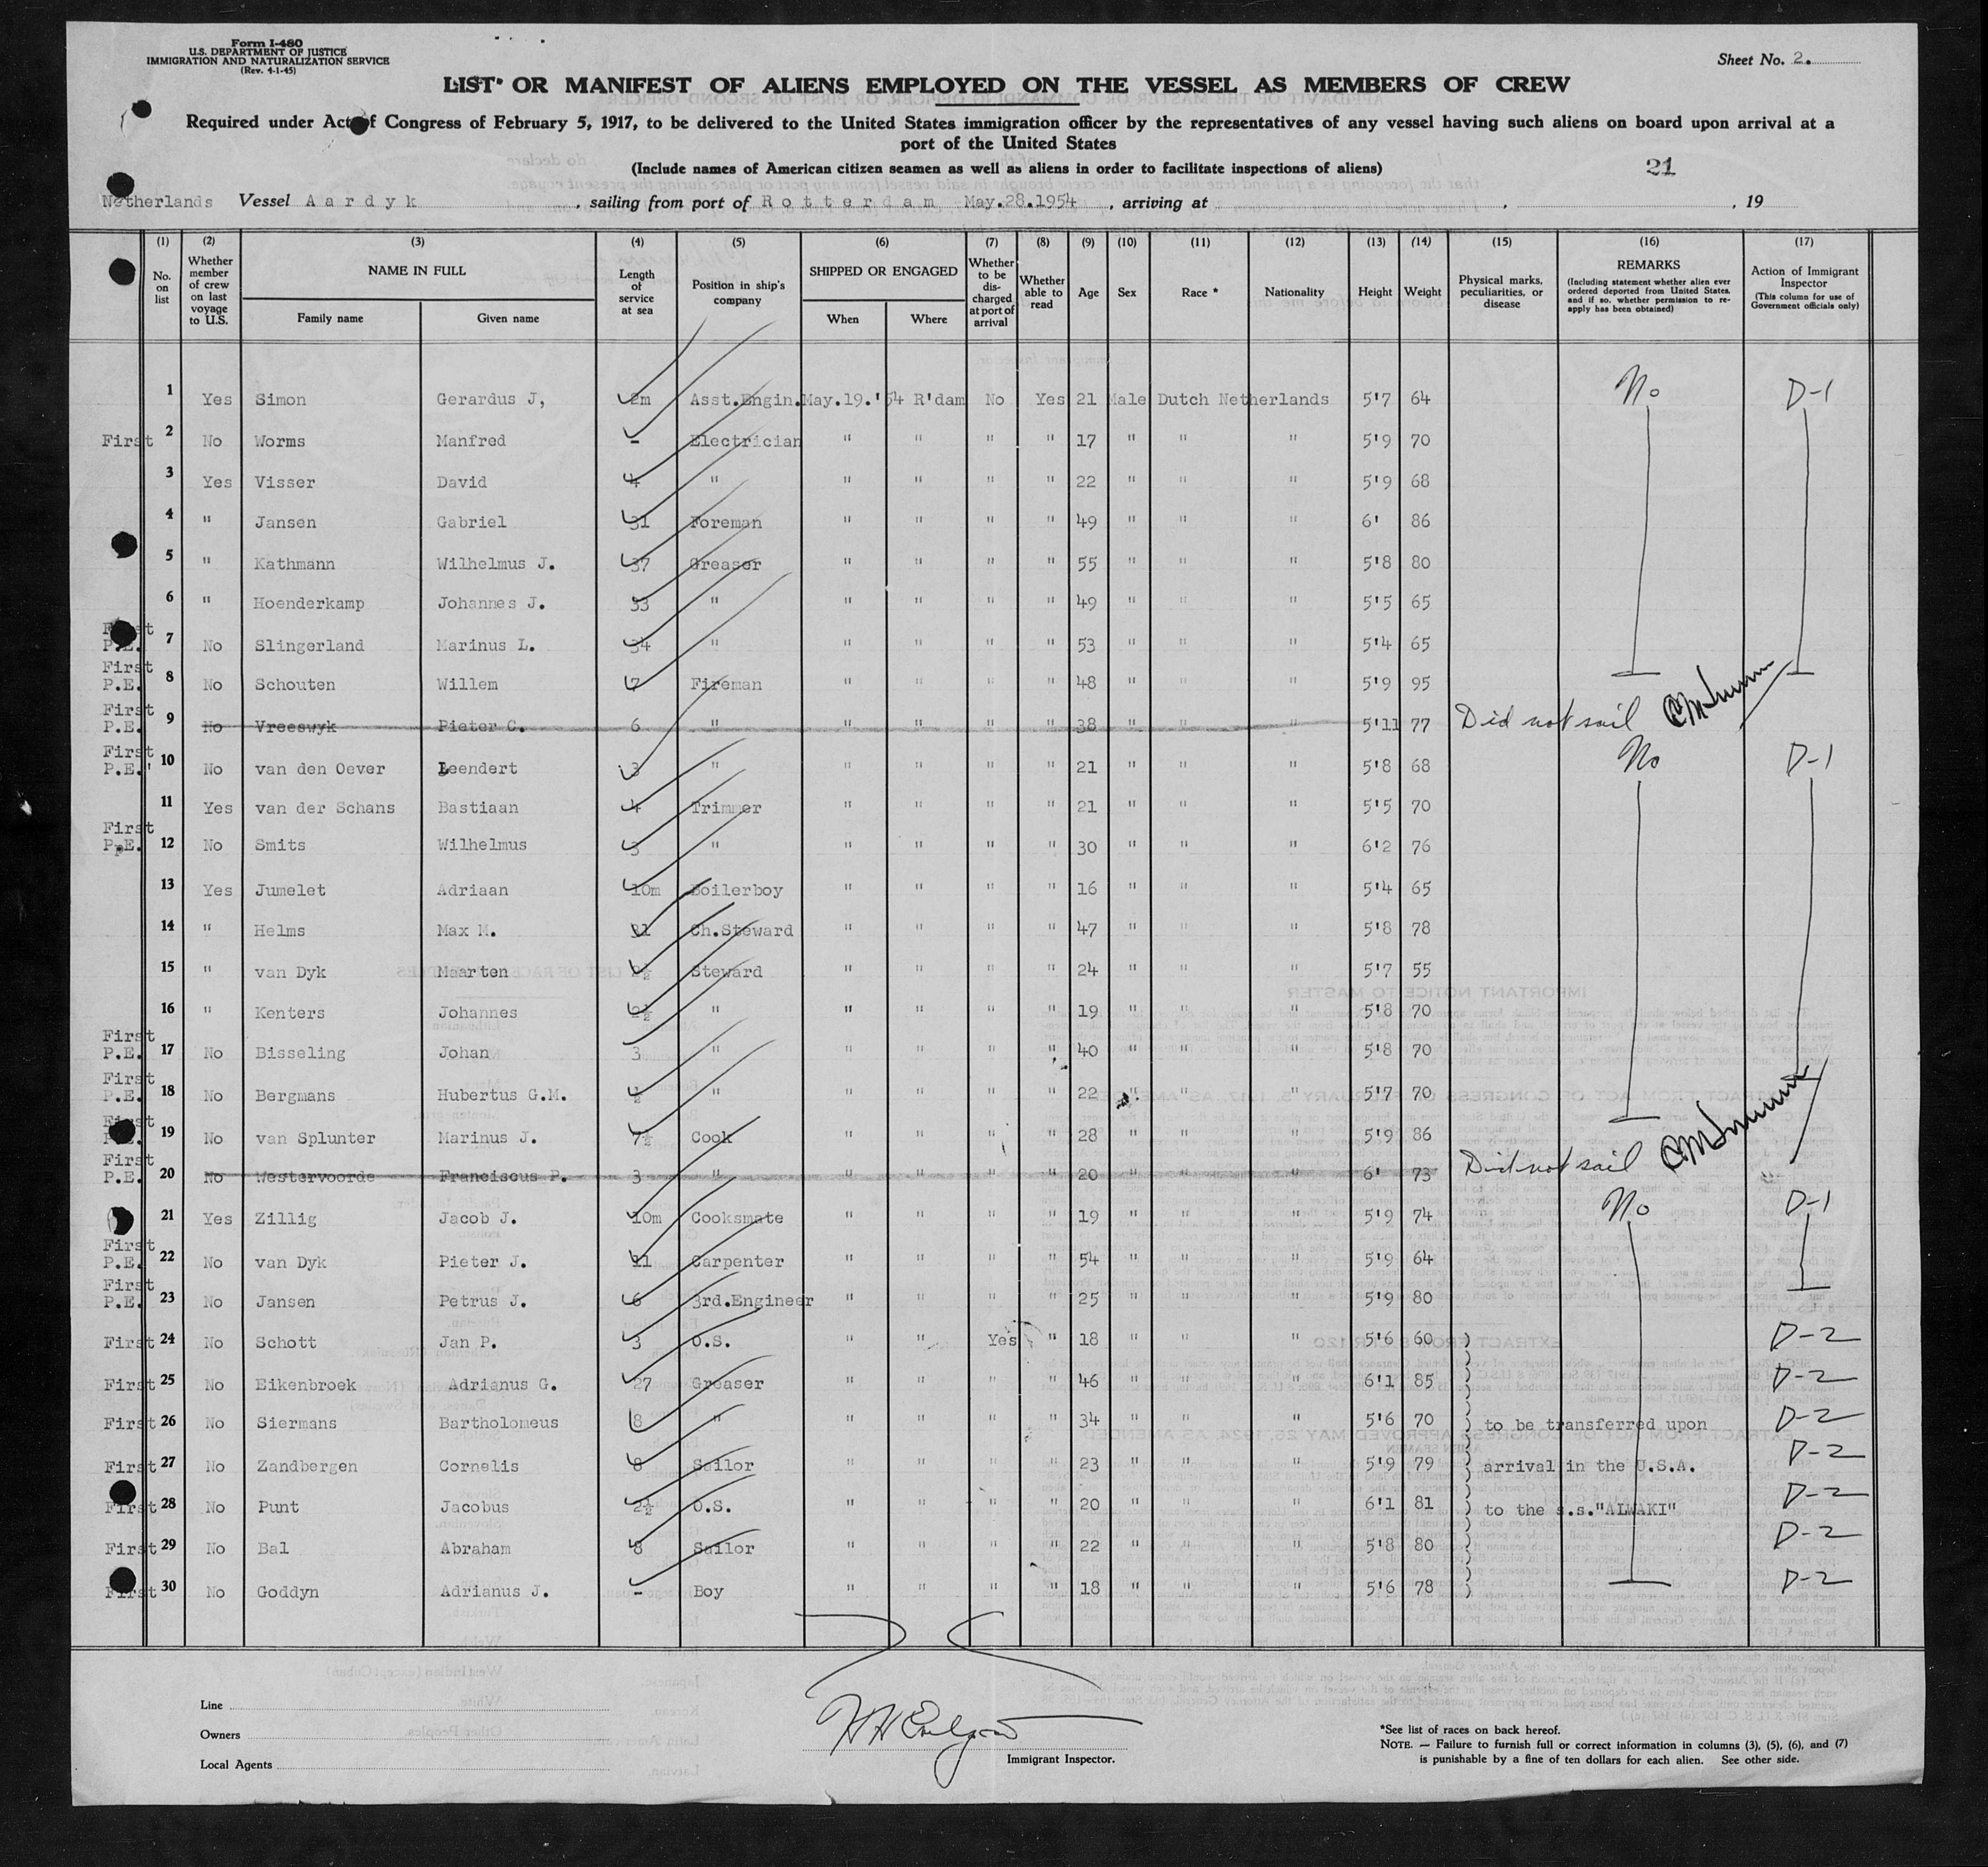 Form I-480
U.S. DEPARTMENT OF JUSTICE
IMMIGRATION AND NATURALIZATION SERVICE
(Rev. 4-1-45)
Sheet No. 2.
LIST OR MANIFEST OF ALIENS EMPLOYED ON THE VESSEL AS MEMBERS OF CREW
Required under Act of Congress of February 5, 1917, to be delivered to the United States immigration officer by the representatives of any vessel having such aliens on board upon arrival at a
port of the United States
(Include names of American citizen seamen as well as aliens in order to facilitate inspections of aliens)
21
Netherlands Vessel Aardyk , sailing from port of Rotterdam May.28.1954 , arriving at , , 19
(1) (2) (3) (4) (5) (6) (7) (8) (9) (10) (11) (12) (13) (14) (15) (16) (17)
No. on list
Whether member of crew on last voyage to U.S.
NAME IN FULL
Family name Given name
Length of service at sea
Position in ship's company
SHIPPED OR ENGAGED
When Where
Whether to be discharged at port of arrival
Whether able to read
Age Sex Race * Nationality Height Weight
Physical marks, peculiarities, or disease
REMARKS
(Including statement whether alien ever ordered deported from United States, and if so, whether permission to reapply has been obtained)
Action of Immigrant Inspector
(This column for use of Government officials only)
1 Yes Simon Gerardus J, 2m Asst.Engin. May.19.'54 R'dam No Yes 21 Male Dutch Netherlands 5'7 64 No D-1
First 2 No Worms Manfred - Electrician " " " " 17 " " " 5'9 70
3 Yes Visser David 4 " " " " " 22 " " " 5'9 68
4 " Jansen Gabriel 31 Foreman " " " " 49 " " " 6' 86
5 " Kathmann Wilhelmus J. 37 Greaser " " " " 55 " " " 5'8 80
6 " Hoenderkamp Johannes J. 33 " " " " " 49 " " " 5'5 65
First P.E. 7 No Slingerland Marinus L. 34 " " " " " 53 " " " 5'4 65
First P.E. 8 No Schouten Willem 7 Fireman " " " " 48 " " " 5'9 95
First P.E. 9 No Vreeswyk Pieter C. 6 " " " " " 38 " " " 5'11 77 Did not sail
First P.E. 10 No van den Oever Leendert 3 " " " " " 21 " " " 5'8 68 No D-1
11 Yes van der Schans Bastiaan 4 Trimmer " " " " 21 " " " 5'5 70
First P.E. 12 No Smits Wilhelmus 3 " " " " " 30 " " " 6'2 76
13 Yes Jumelet Adriaan 10m Boilerboy " " " " 16 " " " 5'4 65
14 " Helms Max M. 31 Ch.Steward " " " " 47 " " " 5'8 78
15 " van Dyk Maarten 2½ Steward " " " " 24 " " " 5'7 55
16 " Kenters Johannes 2½ " " " " " 19 " " " 5'8 70
First P.E. 17 No Bisseling Johan 3 " " " " " 40 " " " 5'8 70
First P.E. 18 No Bergmans Hubertus G.M. ½ " " " " " 22 " " " 5'7 70
First P.E. 19 No van Splunter Marinus J. 7½ Cook " " " " 28 " " " 5'9 86
First P.E. 20 No Westervoorde Franciscus P. 3 " " " " " 20 " " " 6' 73 Did not sail
21 Yes Zillig Jacob J. 10m Cooksmate " " " " 19 " " " 5'9 74 No D-1
First P.E. 22 No van Dyk Pieter J. 11 Carpenter " " " " 54 " " " 5'9 64
First P.E. 23 No Jansen Petrus J. 6 3rd.Engineer " " " " 25 " " " 5'9 80
First 24 No Schott Jan P. 3 O.S. " " Yes " 18 " " " 5'6 60 ) D-2
First 25 No Eikenbroek Adrianus G. 27 Greaser " " " " 46 " " " 6'1 85 ) D-2
First 26 No Siermans Bartholomeus 8 " " " " " 34 " " " 5'6 70 ) to be transferred upon D-2
First 27 No Zandbergen Cornelis 8 Sailor " " " " 23 " " " 5'9 79 ) arrival in the U.S.A. D-2
First 28 No Punt Jacobus 2½ O.S. " " " " 20 " " " 6'1 81 ) to the s.s."ALWAKI" D-2
First 29 No Bal Abraham 8 Sailor " " " " 22 " " " 5'8 80 ) D-2
First 30 No Goddyn Adrianus J. - Boy " " " " 18 " " " 5'6 78 ) D-2
Line
Owners
Local Agents
Immigrant Inspector.
*See list of races on back hereof.
NOTE. — Failure to furnish full or correct information in columns (3), (5), (6), and (7)
is punishable by a fine of ten dollars for each alien. See other side.